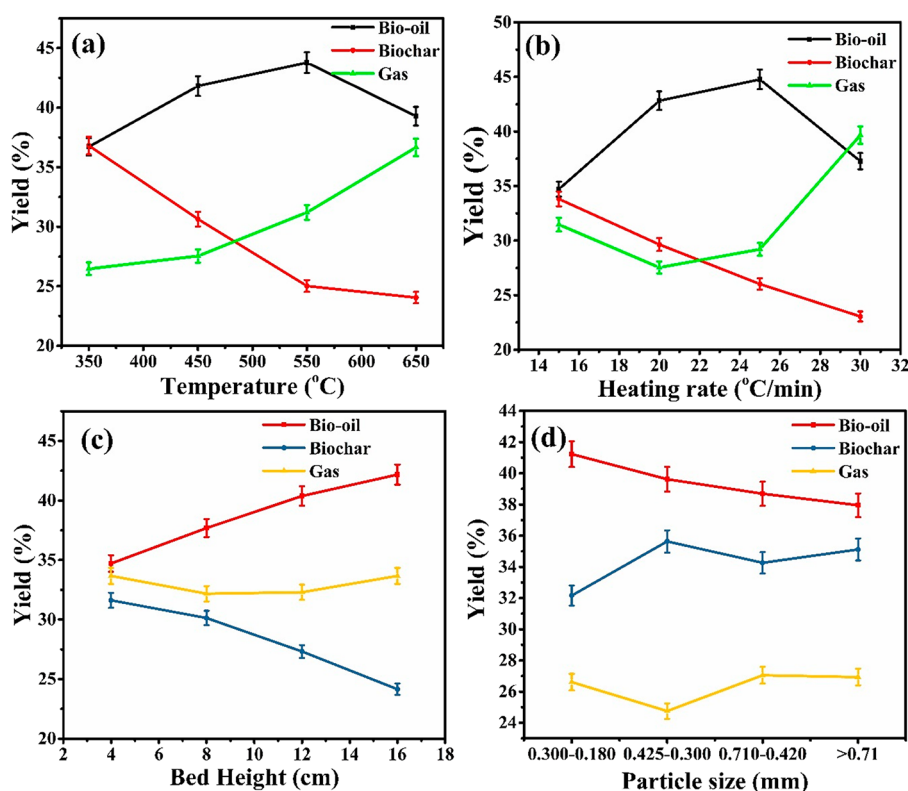 (a)
Bio-oil
Biochar
Gas
45
40
35
30
25
20
Yield (%)
350 400 450 500 550 600 650
Temperature (°C)
(b)
Bio-oil
Biochar
Gas
50
45
40
35
30
25
20
Yield (%)
14 16 18 20 22 24 26 28 30 32
Heating rate (°C/min)
(c)
Bio-oil
Biochar
Gas
45
40
35
30
25
20
Yield (%)
2 4 6 8 10 12 14 16 18
Bed Height (cm)
(d)
Bio-oil
Biochar
Gas
44
42
40
38
36
34
32
30
28
26
24
Yield (%)
0.300-0.180 0.425-0.300 0.710-0.420 >0.71
Particle size (mm)